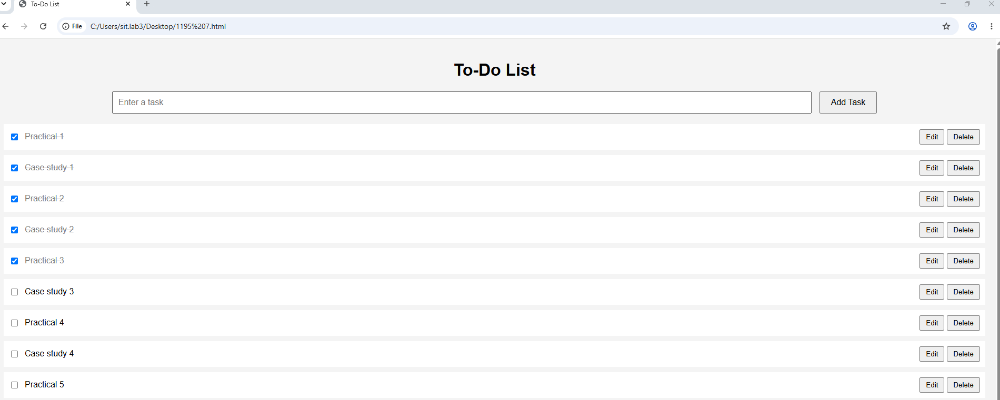 To-Do List
File C:/Users/sit.lab3/Desktop/1195%207.html
To-Do List
Enter a task Add Task
Practical 1 Edit Delete
Case study 1 Edit Delete
Practical 2 Edit Delete
Case study 2 Edit Delete
Practical 3 Edit Delete
Case study 3 Edit Delete
Practical 4 Edit Delete
Case study 4 Edit Delete
Practical 5 Edit Delete